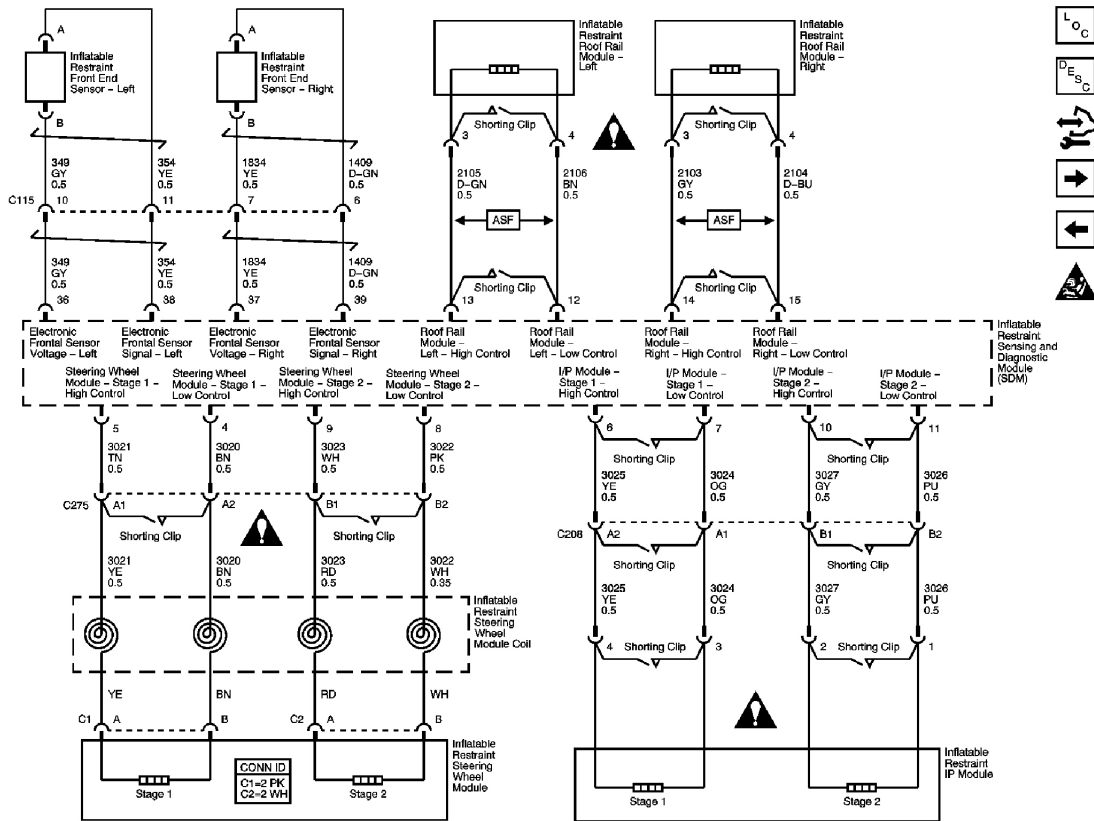 A
Inflatable
Restraint
Front End
Sensor – Left
B
A
Inflatable
Restraint
Front End
Sensor – Right
B
Inflatable
Restraint
Roof Rail
Module –
Left
Inflatable
Restraint
Roof Rail
Module –
Right
L O C
D E S C
Shorting Clip
3
4
Shorting Clip
3
4
349
GY
0.5
354
YE
0.5
1834
YE
0.5
1409
D–GN
0.5
2105
D–GN
0.5
2106
BN
0.5
2103
GY
0.5
2104
D–BU
0.5
C115
10
11
7
6
ASF
ASF
349
GY
0.5
354
YE
0.5
1834
YE
0.5
1409
D–GN
0.5
Shorting Clip
Shorting Clip
36
38
37
39
13
12
14
15
Electronic
Frontal Sensor
Voltage – Left
Electronic
Frontal Sensor
Signal – Left
Electronic
Frontal Sensor
Voltage – Right
Electronic
Frontal Sensor
Signal – Right
Roof Rail
Module –
Left – High Control
Roof Rail
Module –
Left – Low Control
Roof Rail
Module –
Right – High Control
Roof Rail
Module –
Right – Low Control
Inflatable
Restraint
Sensing and
Diagnostic
Module
(SDM)
Steering Wheel
Module – Stage 1 –
High Control
Steering Wheel
Module – Stage 1 –
Low Control
Steering Wheel
Module – Stage 2 –
High Control
Steering Wheel
Module – Stage 2 –
Low Control
I/P Module –
Stage 1 –
High Control
I/P Module –
Stage 1 –
Low Control
I/P Module –
Stage 2 –
High Control
I/P Module –
Stage 2 –
Low Control
5
4
9
8
6
7
10
11
3021
TN
0.5
3020
BN
0.5
3023
WH
0.5
3022
PK
0.5
Shorting Clip
Shorting Clip
3025
YE
0.5
3024
OG
0.5
3027
GY
0.5
3026
PU
0.5
C275
A1
A2
B1
B2
Shorting Clip
Shorting Clip
C208
A2
A1
B1
B2
Shorting Clip
Shorting Clip
3021
YE
0.5
3020
BN
0.5
3023
RD
0.5
3022
WH
0.35
3025
YE
0.5
3024
OG
0.5
3027
GY
0.5
3026
PU
0.5
Inflatable
Restraint
Steering
Wheel
Module Coil
4
Shorting Clip
3
2
Shorting Clip
1
YE
BN
RD
WH
C1
A
B
C2
A
B
Inflatable
Restraint
Steering
Wheel
Module
Stage 1
CONN ID
C1=2 PK
C2=2 WH
Stage 2
Inflatable
Restraint
IP Module
Stage 1
Stage 2